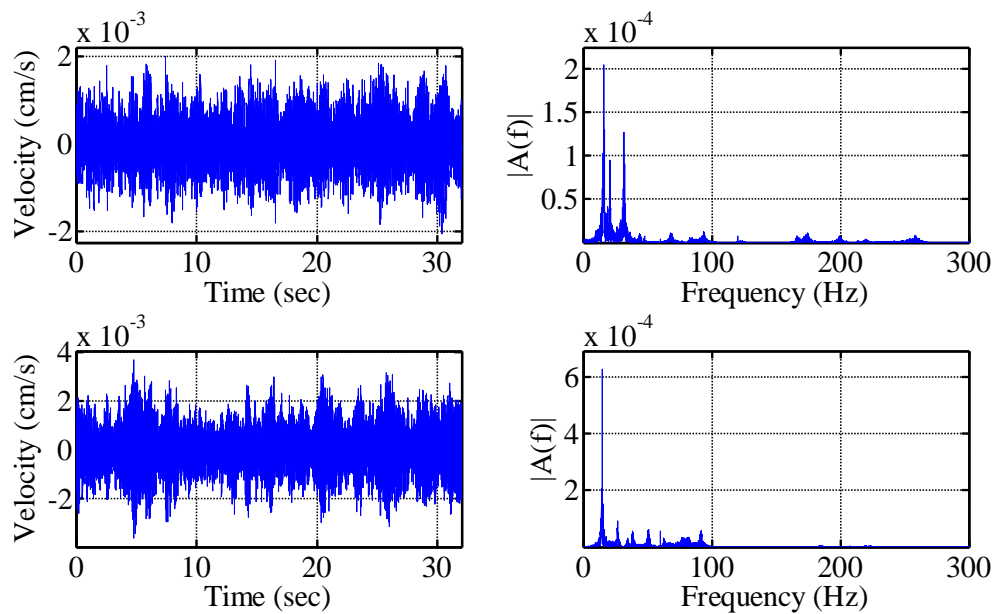 x 10^-3
Velocity (cm/s)
2
0
-2
0 10 20 30
Time (sec)
x 10^-4
|A(f)|
2
1.5
1
0.5
0 100 200 300
Frequency (Hz)
x 10^-3
Velocity (cm/s)
4
2
0
-2
0 10 20 30
Time (sec)
x 10^-4
|A(f)|
6
4
2
0 100 200 300
Frequency (Hz)